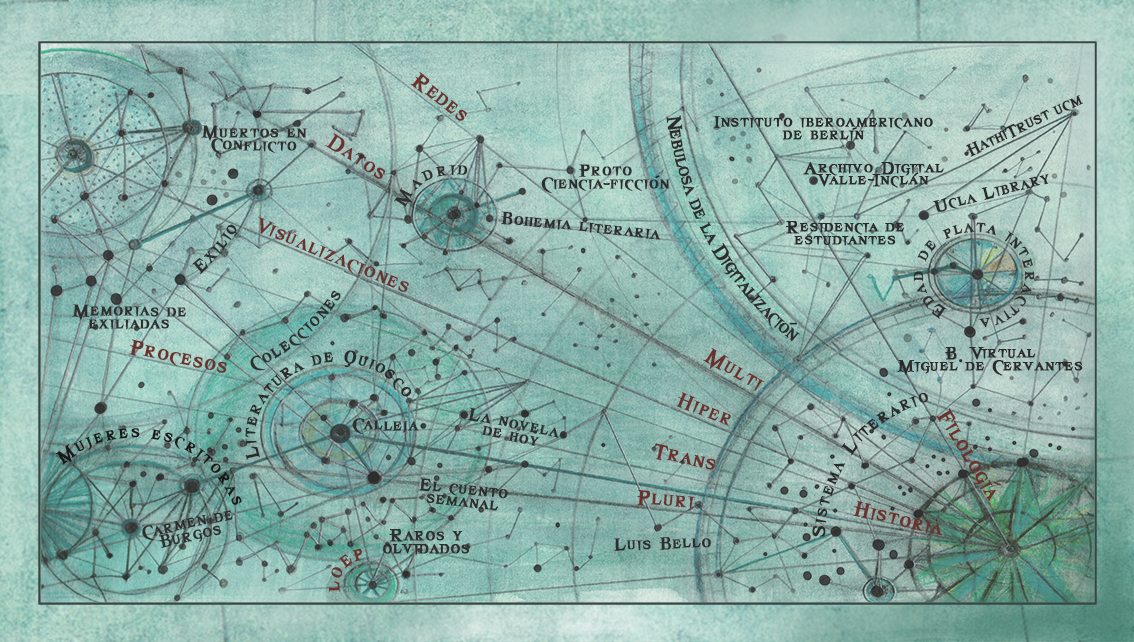 Redes
Datos
Muertos en
Conflicto
Madrid
Proto
Ciencia-ficción
Bohemia literaria
Nebulosa de la Digitalización
Instituto iberoamericano
de Berlín
HathiTrust UCM
Archivo Digital
Valle-Inclán
UCLA Library
Residencia de
estudiantes
Edad de Plata Interactiva
B. Virtual
Miguel de Cervantes
Exilio
Visualizaciones
Memorias de
exiliadas
Procesos
Colecciones
Literatura de Quiosco
Calleja
La novela
de hoy
El cuento
semanal
Raros y
olvidados
LOEP
Mujeres escritoras
Carmen de
Burgos
Multi
Hiper
Trans
Pluri
Luis Bello
Sistema Literario
Filología
Historia